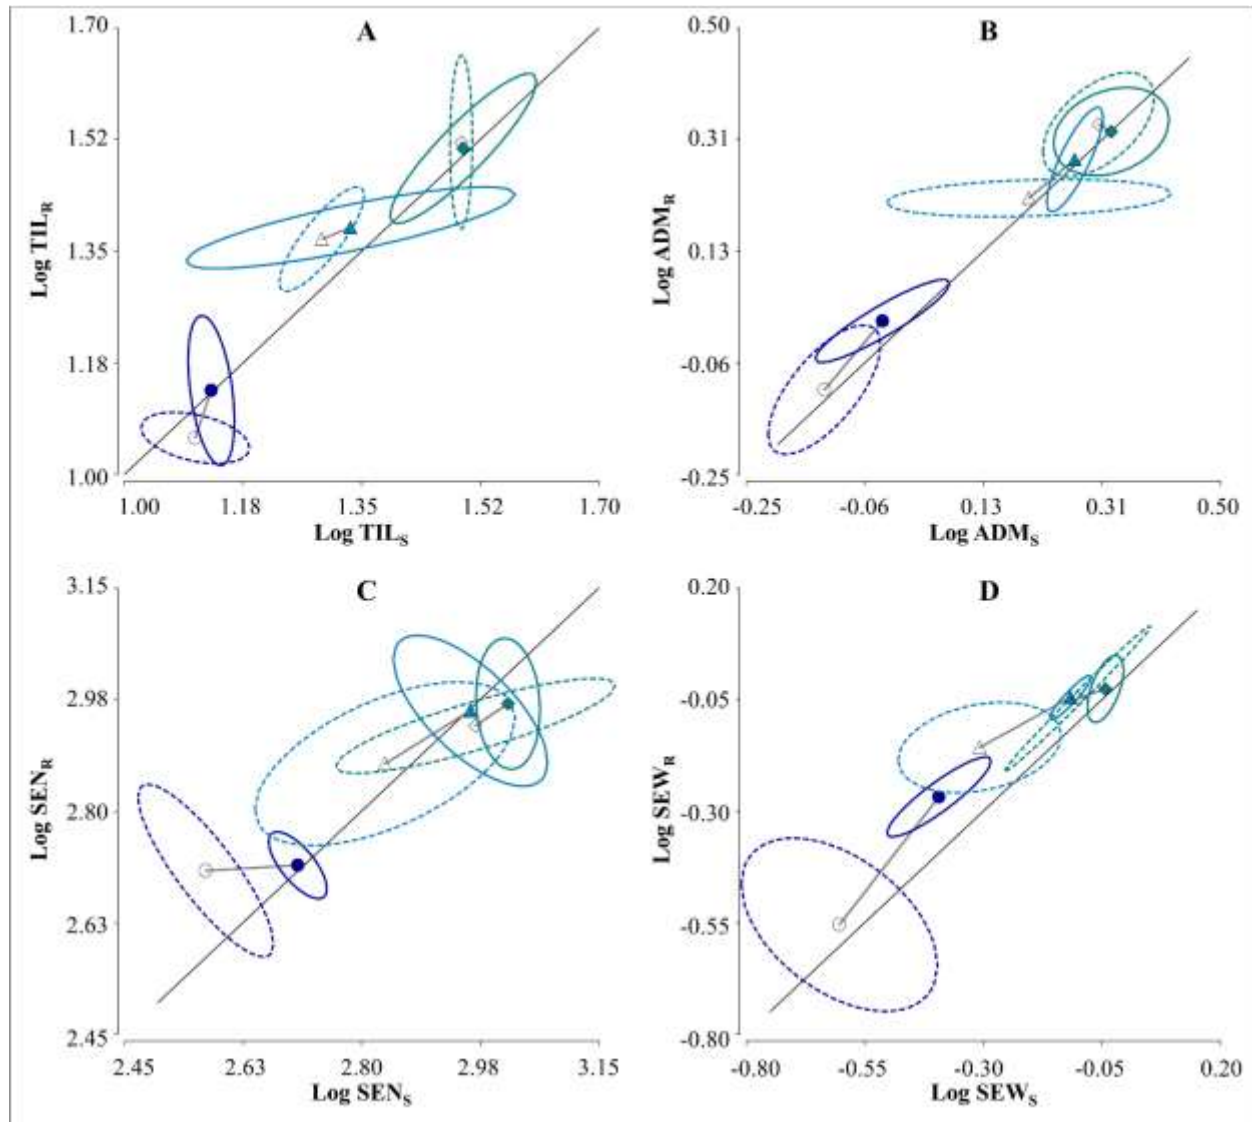 A
B
1.70
1.52
1.35
1.18
1.00
Log TIL_R
1.00 1.18 1.35 1.52 1.70
Log TIL_S
0.50
0.31
0.13
-0.06
-0.25
Log ADM_R
-0.25 -0.06 0.13 0.31 0.50
Log ADM_S
C
D
3.15
2.98
2.80
2.63
2.45
Log SEN_R
2.45 2.63 2.80 2.98 3.15
Log SEN_S
0.20
-0.05
-0.30
-0.55
-0.80
Log SEW_R
-0.80 -0.55 -0.30 -0.05 0.20
Log SEW_S